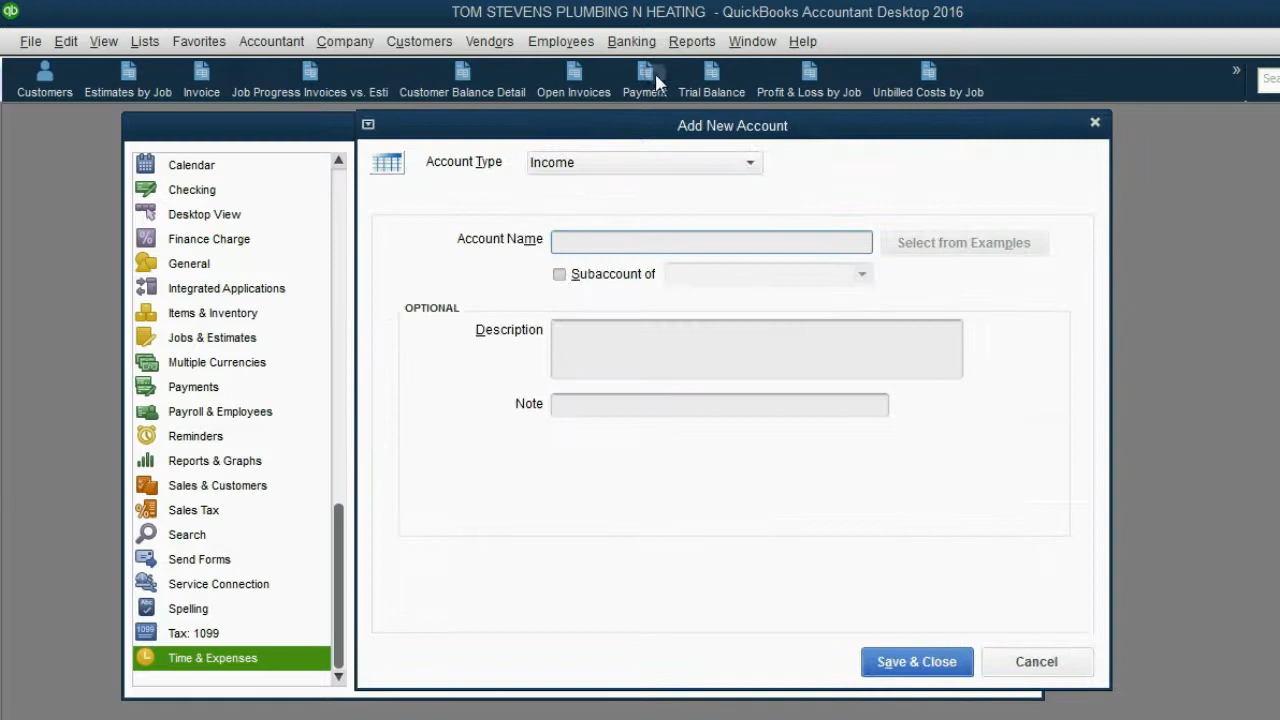 qb
TOM STEVENS PLUMBING N HEATING - QuickBooks Accountant Desktop 2016
File Edit View Lists Favorites Accountant Company Customers Vendors Employees Banking Reports Window Help
Customers Estimates by Job Invoice Job Progress Invoices vs. Esti Customer Balance Detail Open Invoices Payment Trial Balance Profit & Loss by Job Unbilled Costs by Job » Sea
Add New Account
Account Type Income
Account Name Select from Examples
Subaccount of
OPTIONAL
Description
Note
Save & Close Cancel
Calendar
Checking
Desktop View
% Finance Charge
General
Integrated Applications
Items & Inventory
Jobs & Estimates
Multiple Currencies
Payments
Payroll & Employees
Reminders
Reports & Graphs
Sales & Customers
% Sales Tax
Search
Send Forms
Service Connection
Abc Spelling
1099 Tax: 1099
Time & Expenses